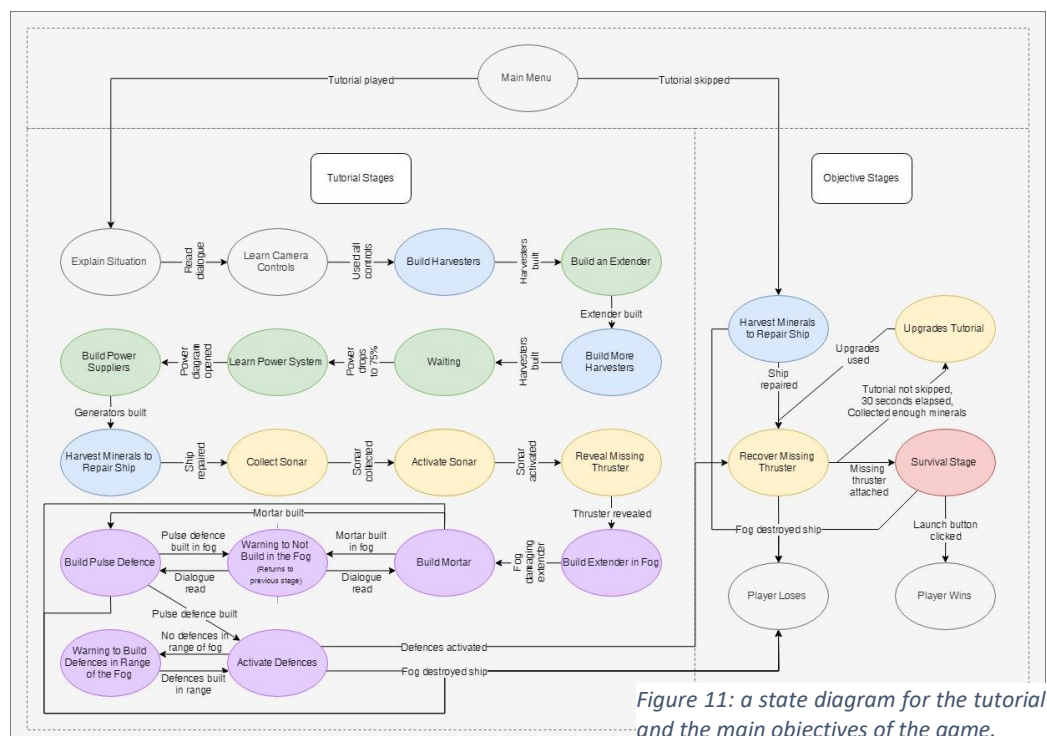 Main Menu
Tutorial played
Tutorial skipped
Tutorial Stages
Objective Stages
Explain Situation
Read
dialogue
Learn Camera
Controls
Used all
controls
Build Harvesters
Harvesters
built
Build an Extender
Extender built
Build Power
Suppliers
Power
diagram
opened
Learn Power System
Power
drops
to 75%
Waiting
Harvesters
built
Build More
Harvesters
Generators built
Harvest Minerals to
Repair Ship
Ship
repaired
Collect Sonar
Sonar
collected
Activate Sonar
Sonar
activated
Reveal Missing
Thruster
Thruster revealed
Mortar built
Build Pulse Defence
Pulse defence
built in fog
Dialogue
read
Warning to Not
Build in the Fog
(Returns to
previous stage)
Mortar built
in fog
Dialogue
read
Build Mortar
Fog
damaging
extender
Build Extender in Fog
Pulse defence built
Warning to Build
Defences in Range
of the Fog
No defences in
range of fog
Defences built
in range
Activate Defences
Defences activated
Fog destroyed ship
Harvest Minerals
to Repair Ship
Upgrades Tutorial
Ship
repaired
Upgrades
used
Tutorial not skipped,
30 seconds elapsed,
Collected enough minerals
Recover Missing
Thruster
Missing
thruster
attached
Survival Stage
Fog destroyed ship
Launch button
clicked
Player Loses
Player Wins
Figure 11: a state diagram for the tutorial
and the main objectives of the game.